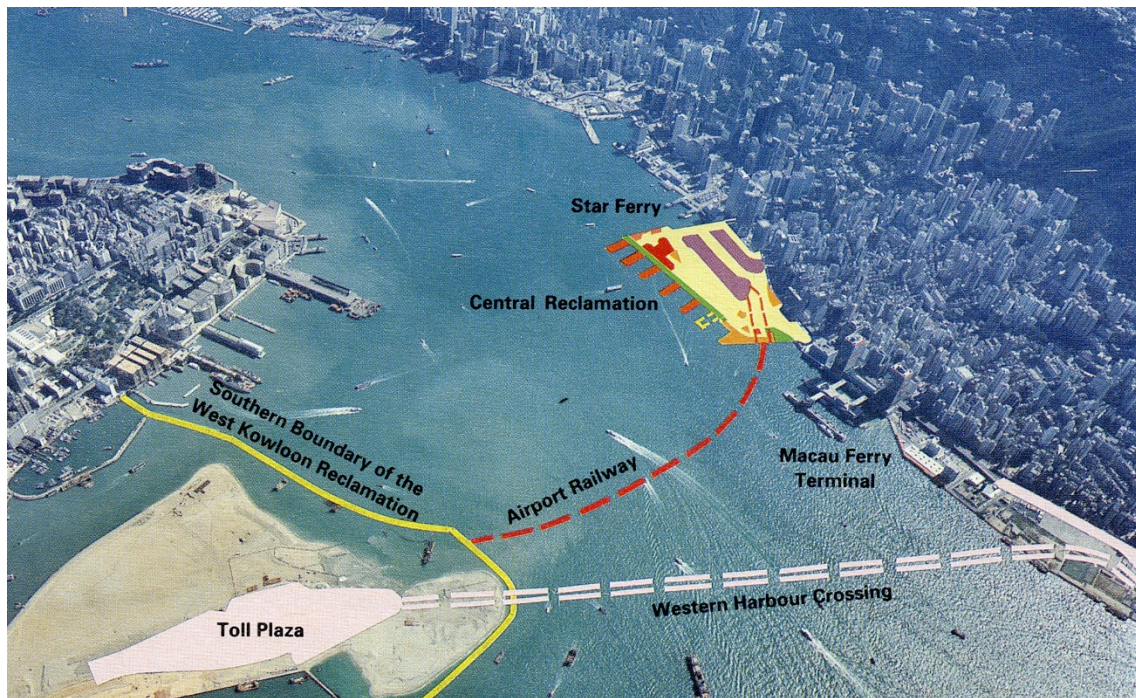 Star Ferry
Central Reclamation
Southern Boundary of the
West Kowloon Reclamation
Airport Railway
Macau Ferry
Terminal
Western Harbour Crossing
Toll Plaza